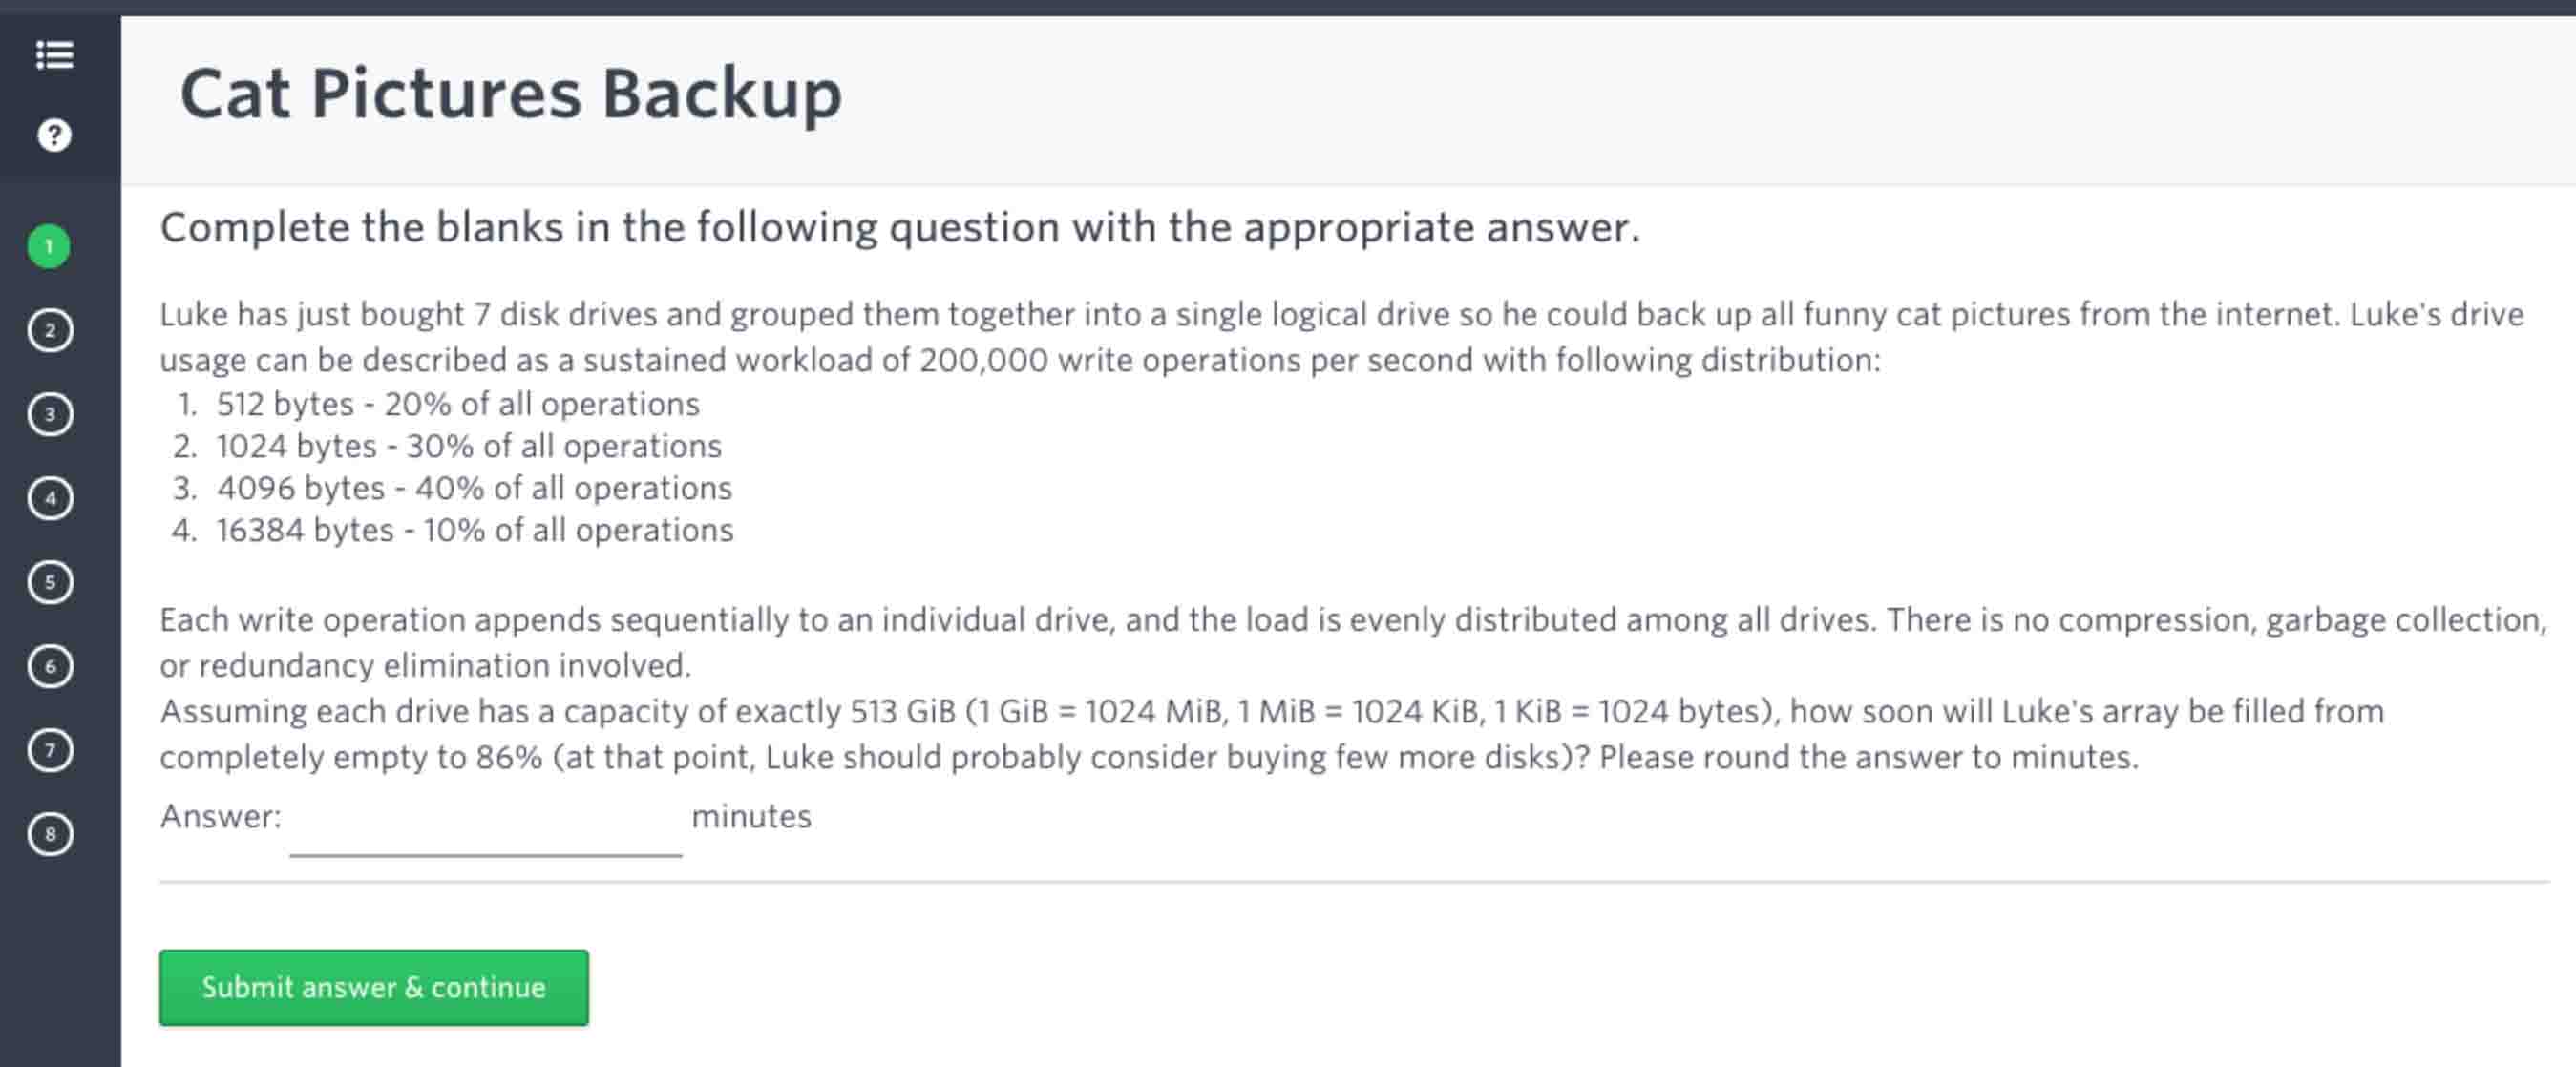 Cat Pictures Backup
Complete the blanks in the following question with the appropriate answer.
Luke has just bought 7 disk drives and grouped them together into a single logical drive so he could back up all funny cat pictures from the internet. Luke's drive
usage can be described as a sustained workload of 200,000 write operations per second with following distribution:
1. 512 bytes - 20% of all operations
2. 1024 bytes - 30% of all operations
3. 4096 bytes - 40% of all operations
4. 16384 bytes - 10% of all operations
Each write operation appends sequentially to an individual drive, and the load is evenly distributed among all drives. There is no compression, garbage collection,
or redundancy elimination involved.
Assuming each drive has a capacity of exactly 513 GiB (1 GiB = 1024 MiB, 1 MiB = 1024 KiB, 1 KiB = 1024 bytes), how soon will Luke's array be filled from
completely empty to 86% (at that point, Luke should probably consider buying few more disks)? Please round the answer to minutes.
Answer: minutes
Submit answer & continue
?
1
2
3
4
5
6
7
8